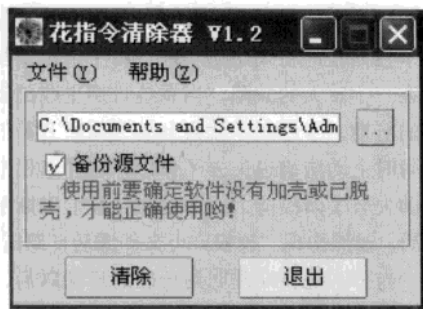 花指令清除器 V1.2
文件(Y) 帮助(Z)
C:\Documents and Settings\Adm ...
备份源文件
使用前要确定软件没有加壳或已脱
壳，才能正确使用哟！
清除 退出